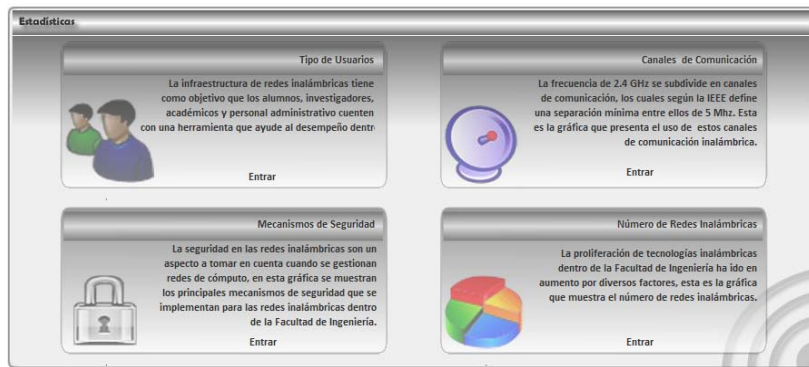 Estadísticas
Tipo de Usuarios
La infraestructura de redes inalámbricas tiene
como objetivo que los alumnos, investigadores,
académicos y personal administrativo cuenten
con una herramienta que ayude al desempeño dentr
Entrar
Canales de Comunicación
La frecuencia de 2.4 GHz se subdivide en canales
de comunicación, los cuales según la IEEE define
una separación mínima entre ellos de 5 Mhz. Esta
es la gráfica que presenta el uso de estos canales
de comunicación inalámbrica.
Entrar
Mecanismos de Seguridad
La seguridad en las redes inalámbricas son un
aspecto a tomar en cuenta cuando se gestionan
redes de cómputo, en esta gráfica se muestran
los principales mecanismos de seguridad que se
implementan para las redes inalámbricas dentro
de la Facultad de Ingeniería.
Entrar
Número de Redes Inalámbricas
La proliferación de tecnologías inalámbricas
dentro de la Facultad de Ingeniería ha ido en
aumento por diversos factores, esta es la gráfica
que muestra el número de redes inalámbricas.
Entrar